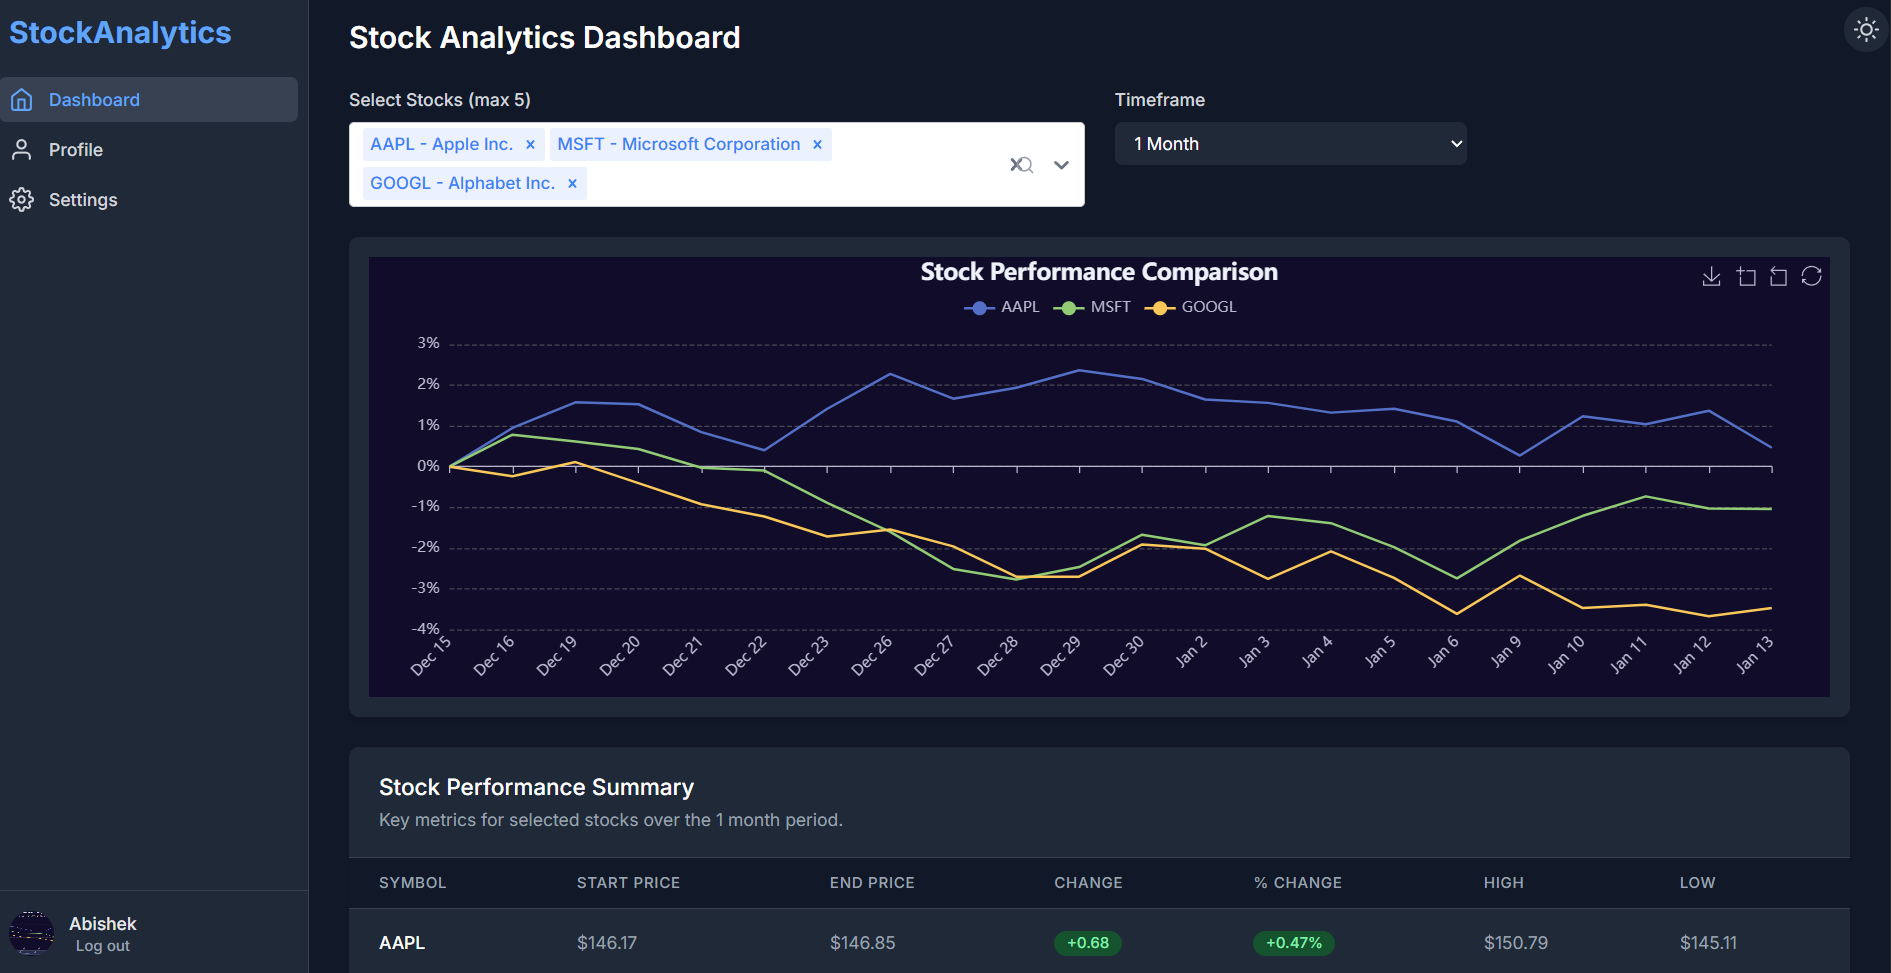 StockAnalytics
Dashboard
Profile
Settings
Abishek
Log out
Stock Analytics Dashboard
Select Stocks (max 5)
AAPL - Apple Inc. ×
MSFT - Microsoft Corporation ×
GOOGL - Alphabet Inc. ×
Timeframe
1 Month
Stock Performance Comparison
AAPL MSFT GOOGL
3%
2%
1%
0%
-1%
-2%
-3%
-4%
Dec 15
Dec 16
Dec 19
Dec 20
Dec 21
Dec 22
Dec 23
Dec 26
Dec 27
Dec 28
Dec 29
Dec 30
Jan 2
Jan 3
Jan 4
Jan 5
Jan 6
Jan 9
Jan 10
Jan 11
Jan 12
Jan 13
Stock Performance Summary
Key metrics for selected stocks over the 1 month period.
SYMBOL START PRICE END PRICE CHANGE % CHANGE HIGH LOW
AAPL $146.17 $146.85 +0.68 +0.47% $150.79 $145.11